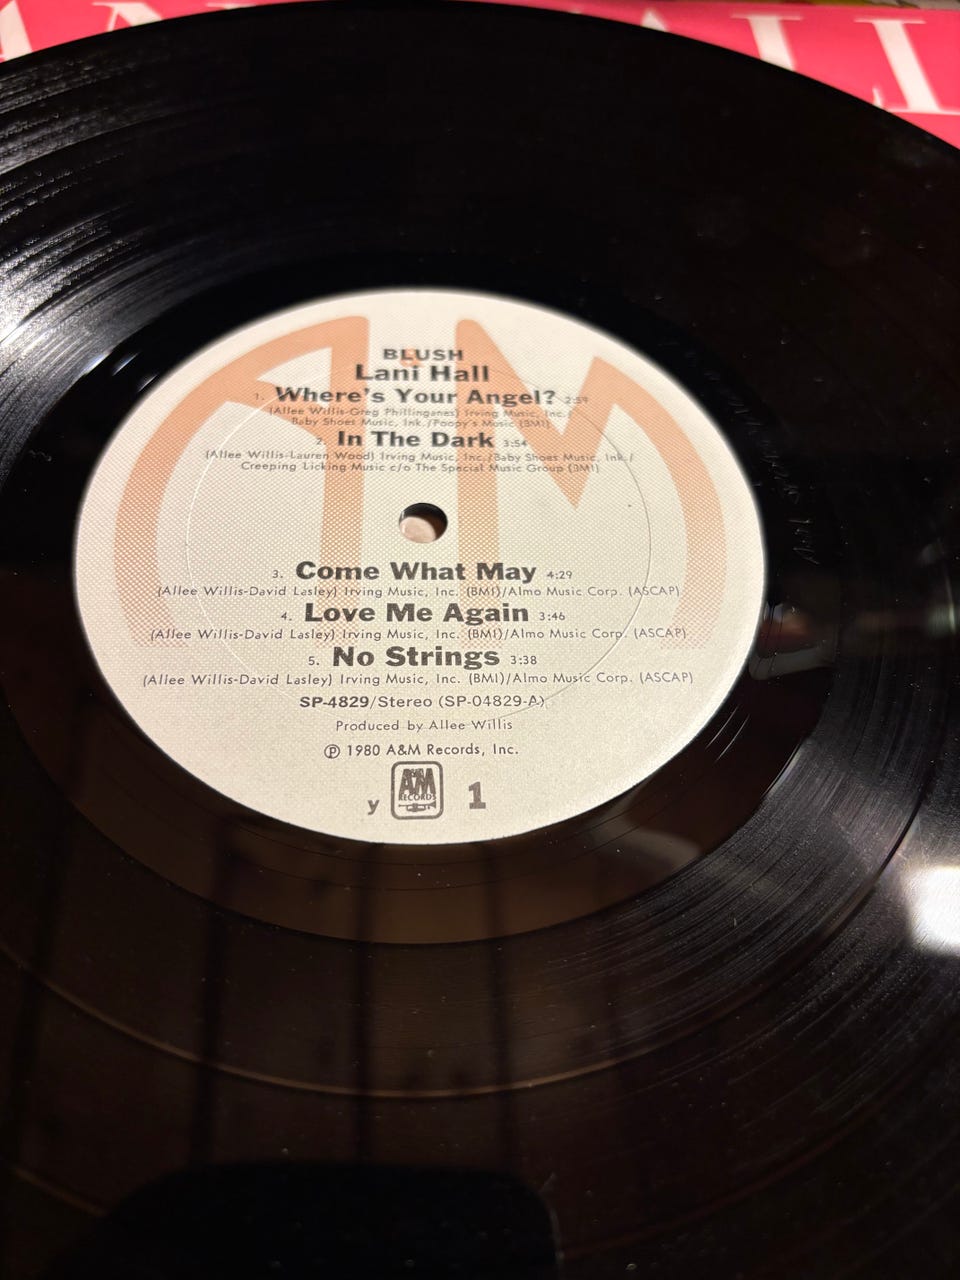 BLUSH
Lani Hall
1. Where's Your Angel? 2:59
(Allee Willis-Greg Phillinganes) Irving Music, Inc./
Baby Shoes Music, Ink./Poopy's Music (BMI)
2. In The Dark 3:54
(Allee Willis-Lauren Wood) Irving Music, Inc./Baby Shoes Music, Ink./
Creeping Licking Music c/o The Special Music Group (BMI)
3. Come What May 4:29
(Allee Willis-David Lasley) Irving Music, Inc. (BMI)/Almo Music Corp. (ASCAP)
4. Love Me Again 3:46
(Allee Willis-David Lasley) Irving Music, Inc. (BMI)/Almo Music Corp. (ASCAP)
5. No Strings 3:38
(Allee Willis-David Lasley) Irving Music, Inc. (BMI)/Almo Music Corp. (ASCAP)
SP-4829/Stereo (SP-04829-A)
Produced by Allee Willis
℗ 1980 A&M Records, Inc.
y A&M RECORDS 1